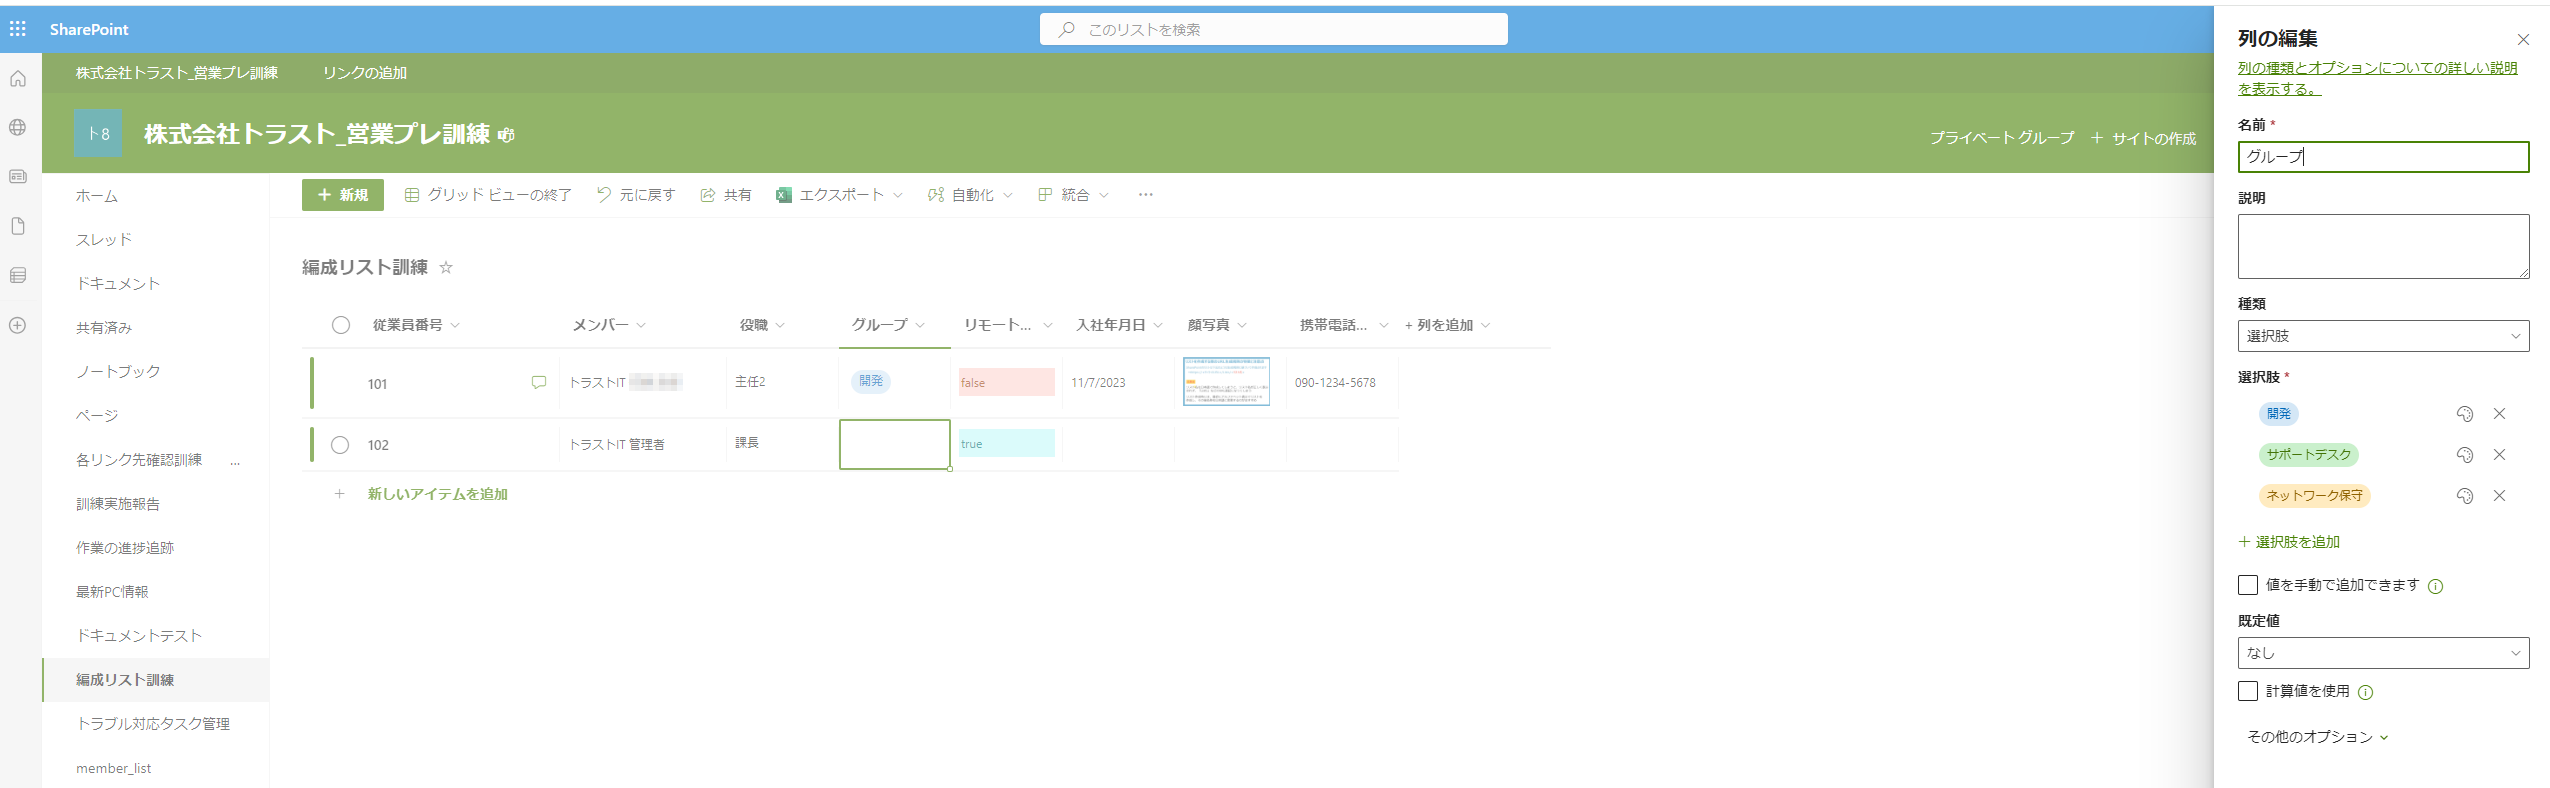 SharePoint
このリストを検索
株式会社トラスト_営業プレ訓練
リンクの追加
ト8
株式会社トラスト_営業プレ訓練
プライベート グループ
サイトの作成
ホーム
スレッド
ドキュメント
共有済み
ノートブック
ページ
各リンク先確認訓練
...
訓練実施報告
作業の進捗追跡
最新PC情報
ドキュメントテスト
編成リスト訓練
トラブル対応タスク管理
member_list
+ 新規
グリッド ビューの終了
元に戻す
共有
エクスポート
自動化
統合
...
編成リスト訓練
従業員番号
メンバー
役職
グループ
リモート...
入社年月日
顔写真
携帯電話...
+ 列を追加
101
トラストIT
主任2
開発
false
11/7/2023
090-1234-5678
102
トラストIT 管理者
課長
true
+ 新しいアイテムを追加
列の編集
列の種類とオプションについての詳しい説明
を表示する。
名前 *
グループ
説明
種類
選択肢
選択肢 *
開発
サポートデスク
ネットワーク保守
+ 選択肢を追加
値を手動で追加できます
既定値
なし
計算値を使用
その他のオプション